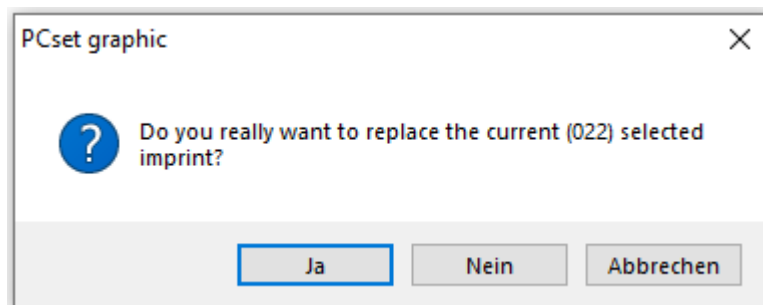 PCset graphic
Do you really want to replace the current (022) selected
imprint?
Ja
Nein
Abbrechen